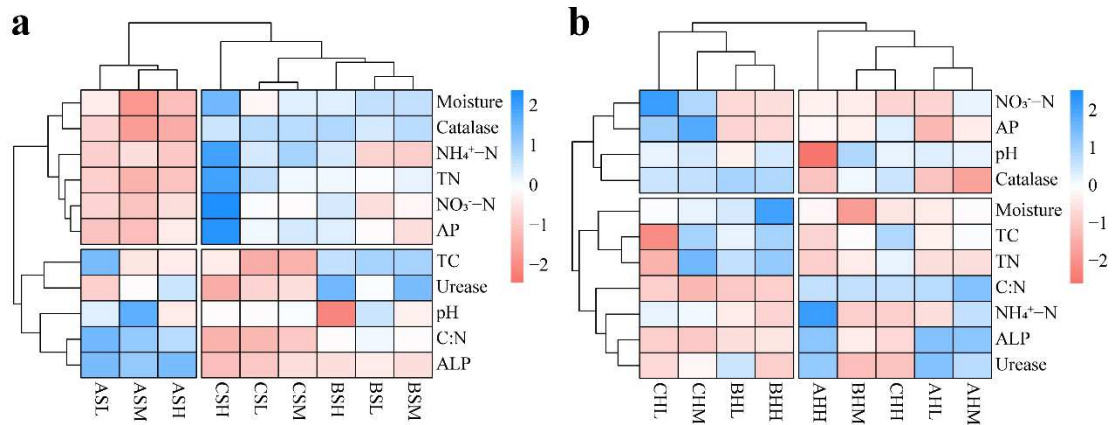 a
Moisture
Catalase
NH₄⁺−N
TN
NO₃⁻−N
AP
TC
Urease
pH
C:N
ALP
ASL ASM ASH CSH CSL CSM BSH BSL BSM
2
1
0
−1
−2
b
NO₃⁻−N
AP
pH
Catalase
Moisture
TC
TN
C:N
NH₄⁺−N
ALP
Urease
CHL CHM BHL BHH AHH BHM CHH AHL AHM
2
1
0
−1
−2